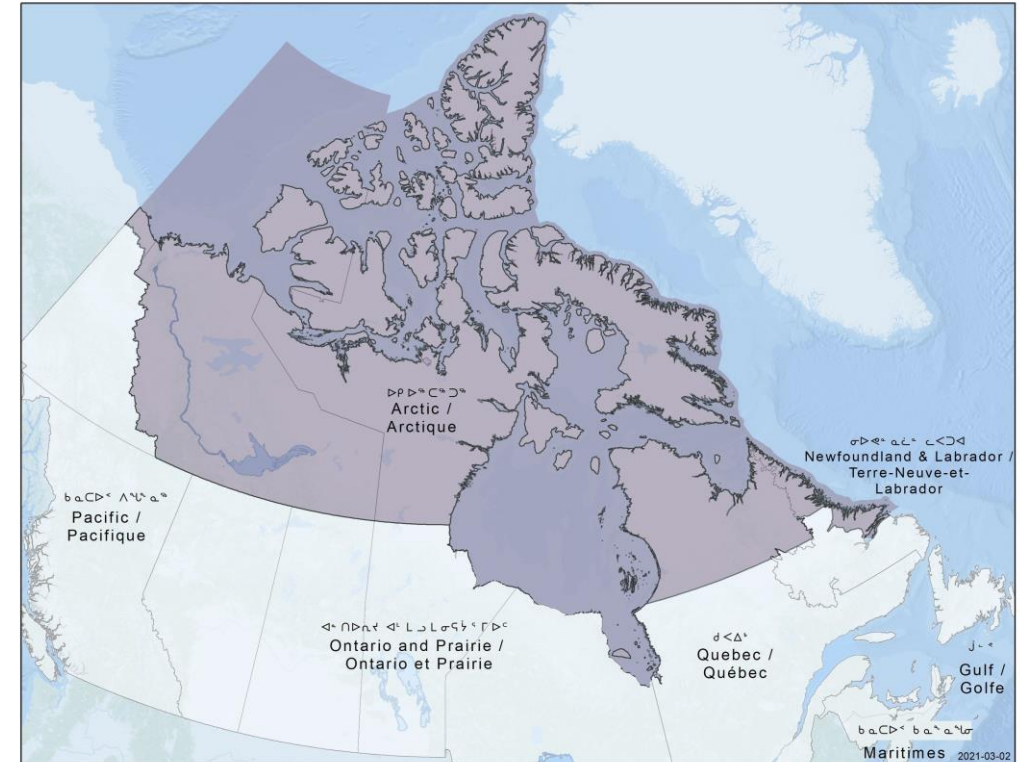 ᐅᑭᐅᖅᑕᖅᑐᖅ
Arctic /
Arctique
Newfoundland & Labrador /
Terre-Neuve-et-
Labrador
Pacific /
Pacifique
Ontario and Prairie /
Ontario et Prairie
Quebec /
Québec
Gulf /
Golfe
Maritimes
2021-03-02